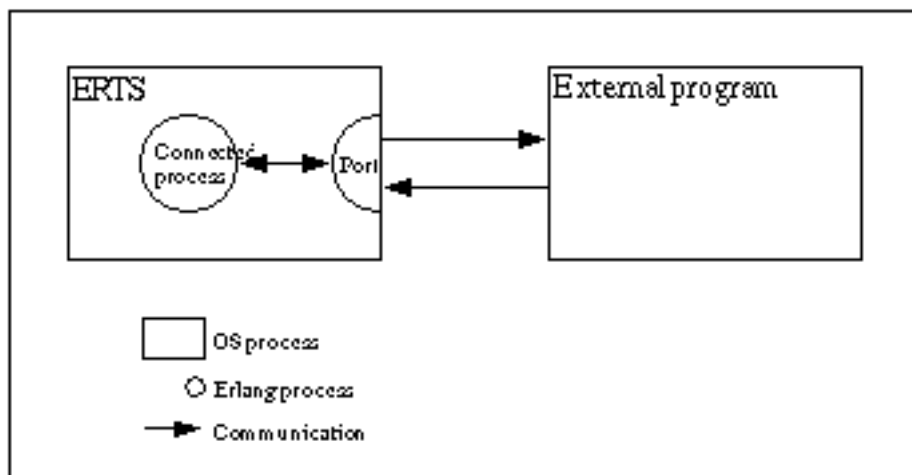 ERTS
External program
Connected
process
Port
OS process
Erlang process
Communication